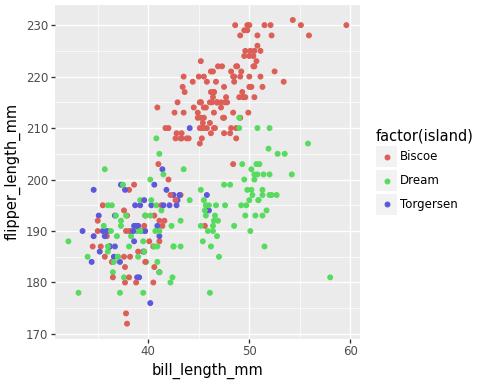 230
220
210
200
190
180
170
flipper_length_mm
40
50
60
bill_length_mm
factor(island)
Biscoe
Dream
Torgersen